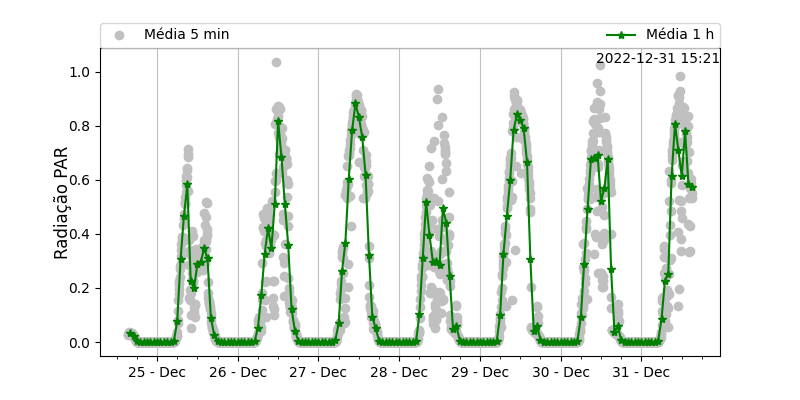 Média 5 min
Média 1 h
2022-12-31 15:21
Radiação PAR
1.0
0.8
0.6
0.4
0.2
0.0
25 - Dec
26 - Dec
27 - Dec
28 - Dec
29 - Dec
30 - Dec
31 - Dec